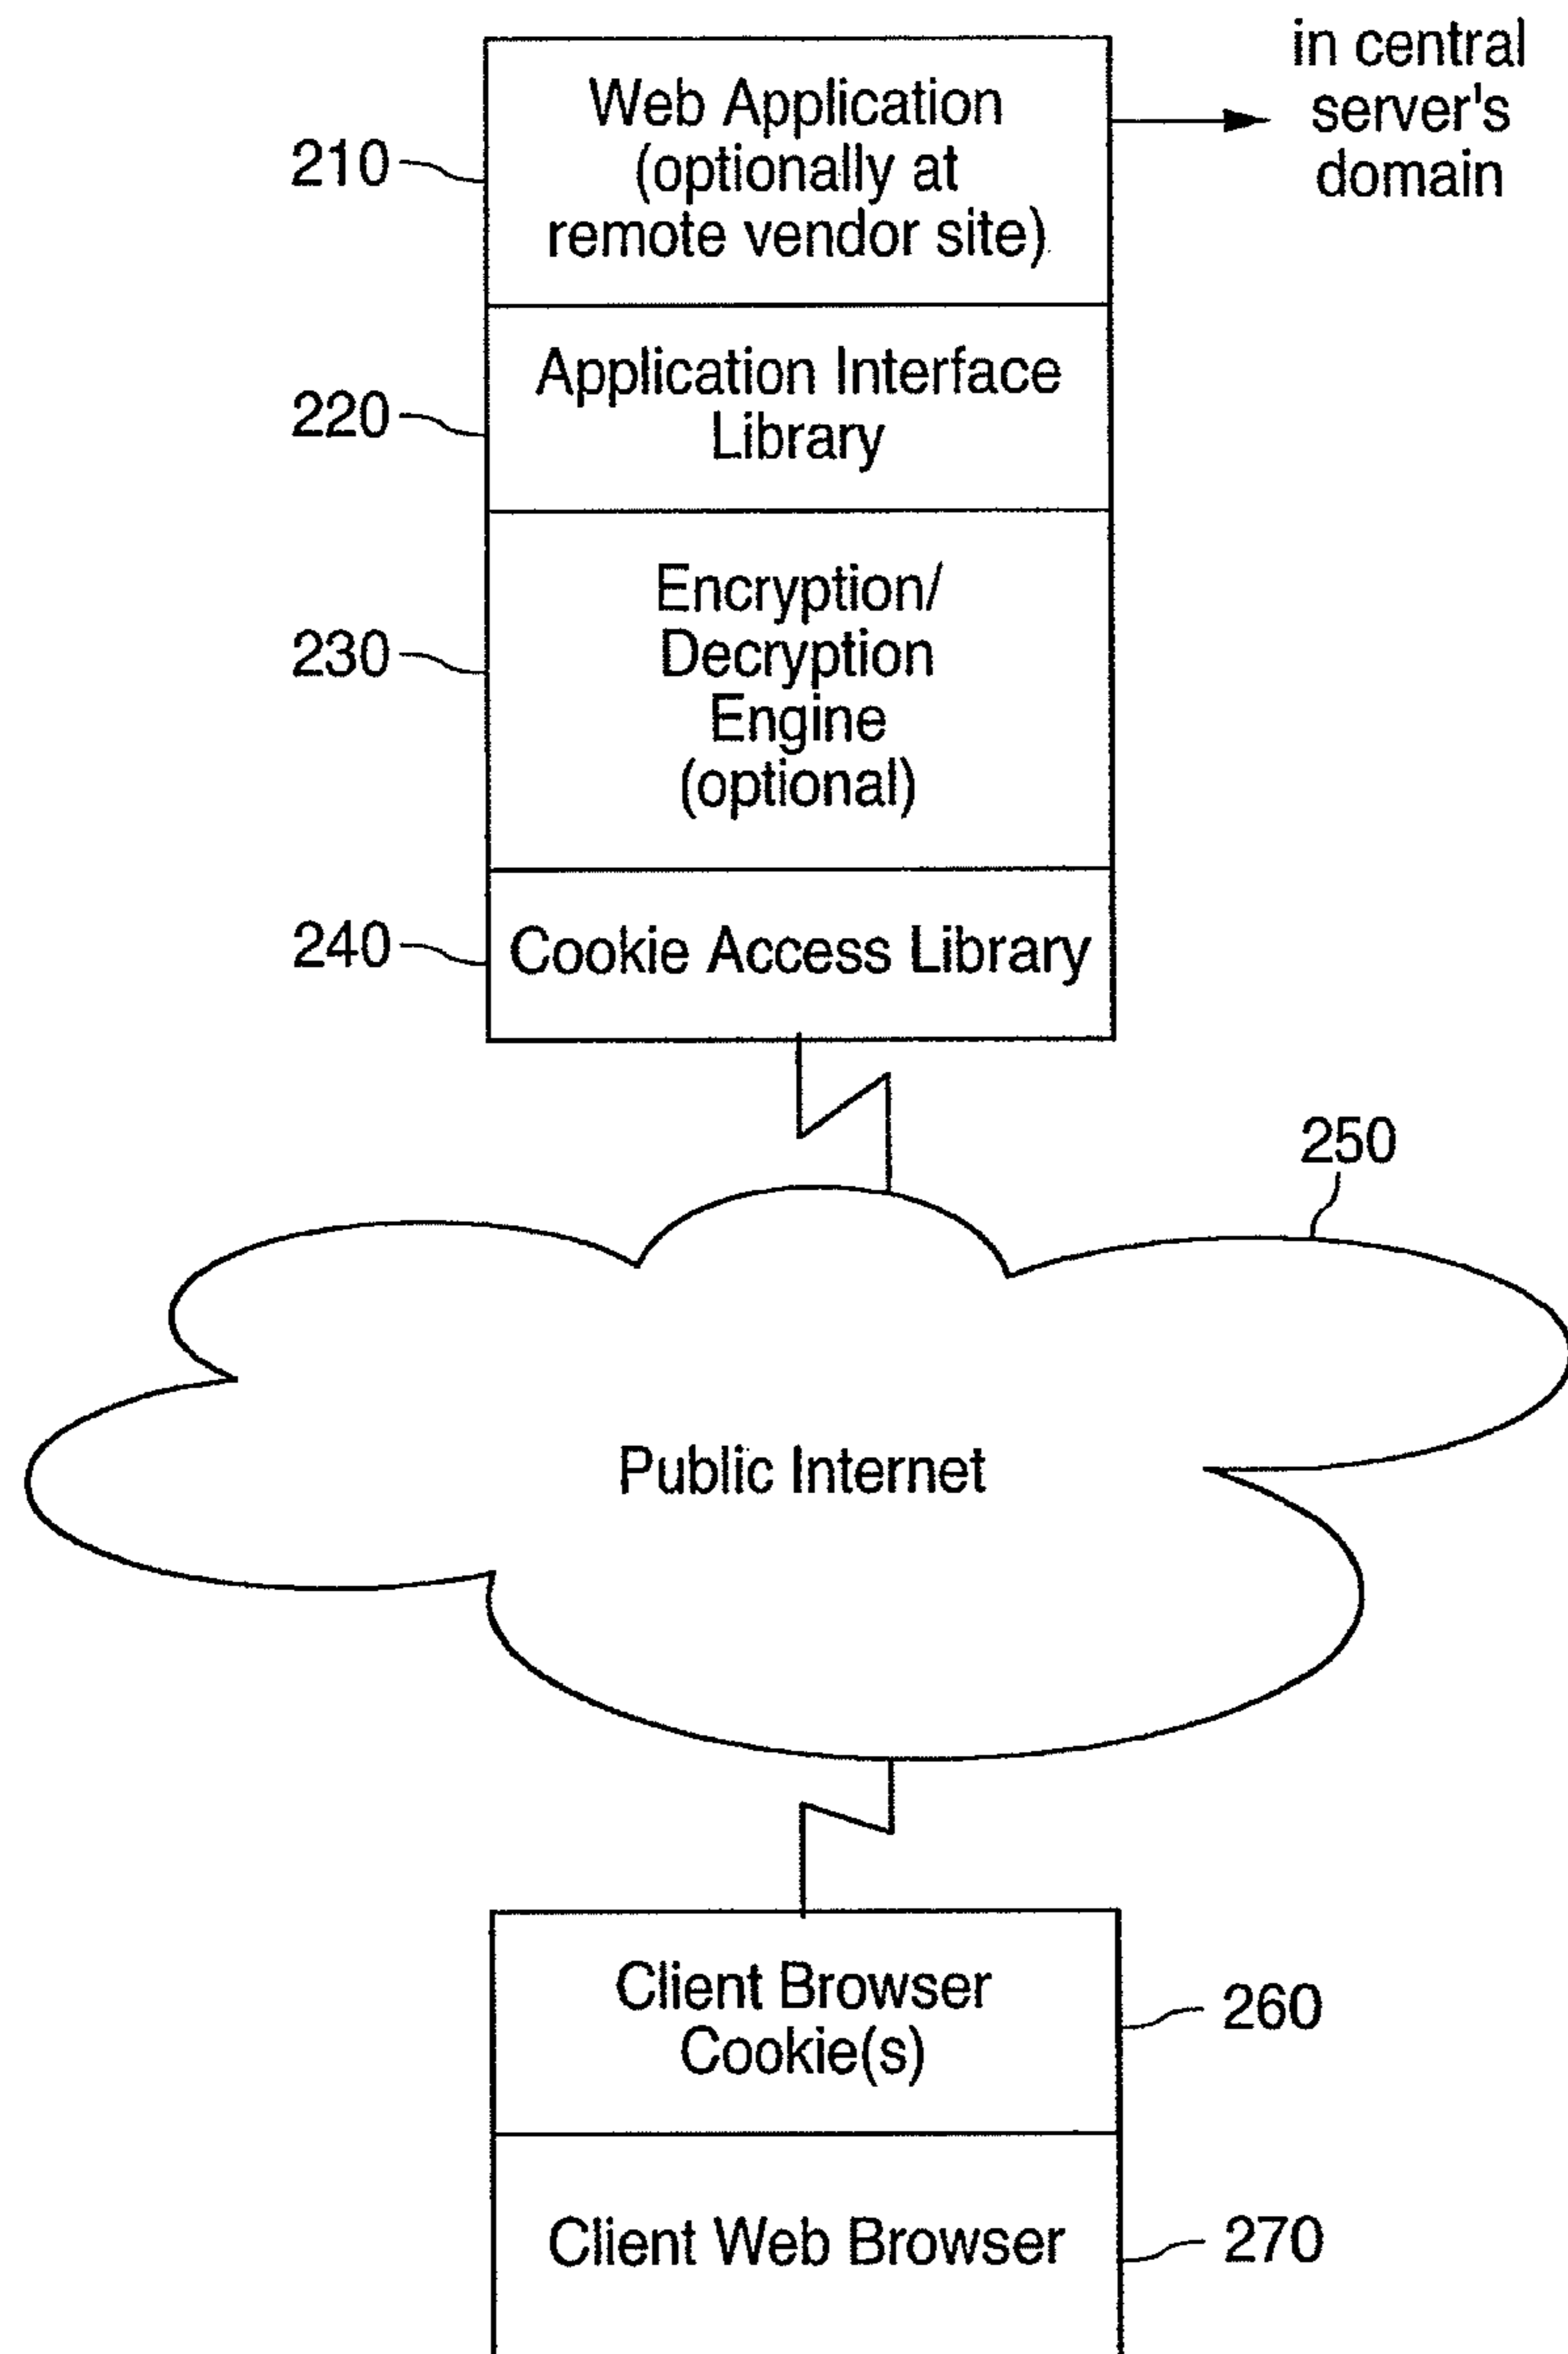 in central
server's
domain
Web Application
(optionally at
remote vendor site)
210
Application Interface
Library
220
Encryption/
Decryption
Engine
(optional)
230
Cookie Access Library
240
250
Public Internet
Client Browser
Cookie(s)
260
Client Web Browser
270